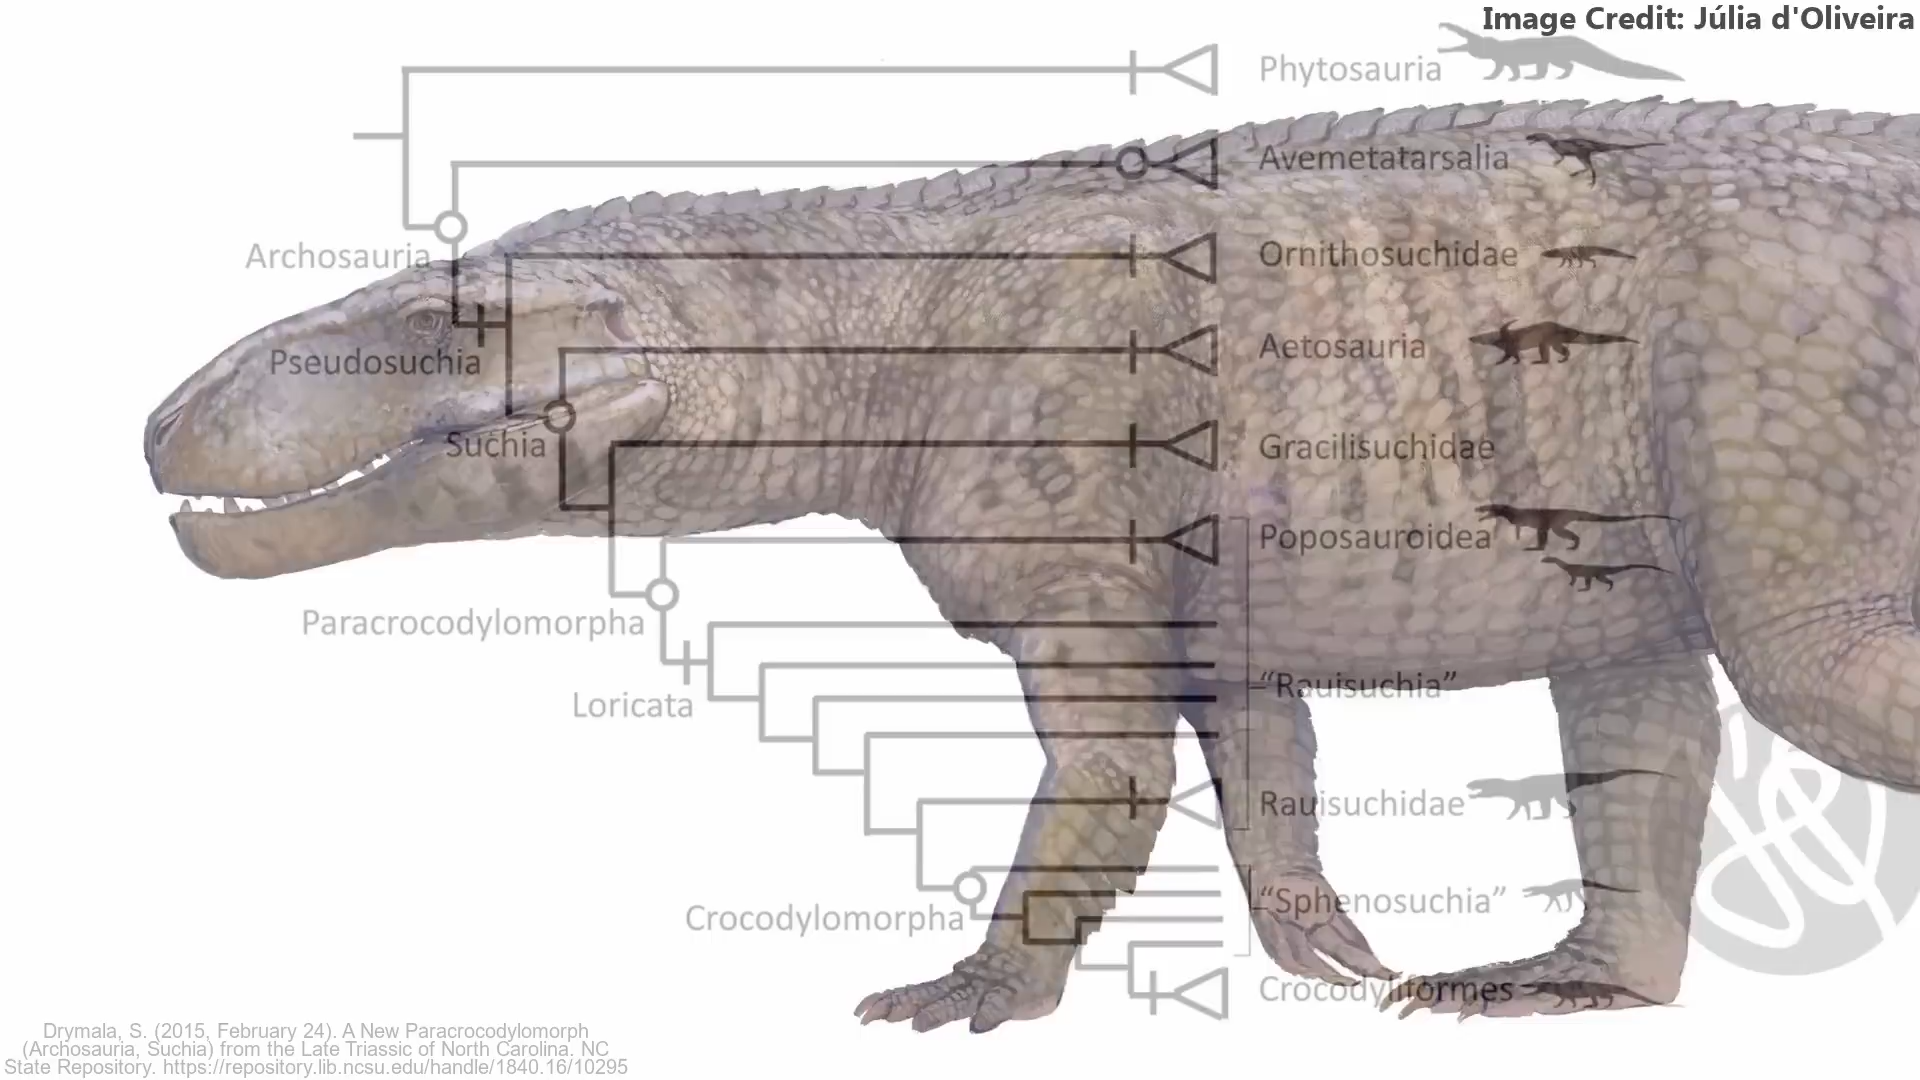 Image Credit: Júlia d'Oliveira
Phytosauria
Avemetatarsalia
Archosauria
Ornithosuchidae
Pseudosuchia
Aetosauria
Suchia
Gracilisuchidae
Poposauroidea
Paracrocodylomorpha
"Rauisuchia"
Loricata
Rauisuchidae
"Sphenosuchia"
Crocodylomorpha
Crocodyliformes
Drymala, S. (2015, February 24). A New Paracrocodylomorph
(Archosauria, Suchia) from the Late Triassic of North Carolina. NC
State Repository. https://repository.lib.ncsu.edu/handle/1840.16/10295